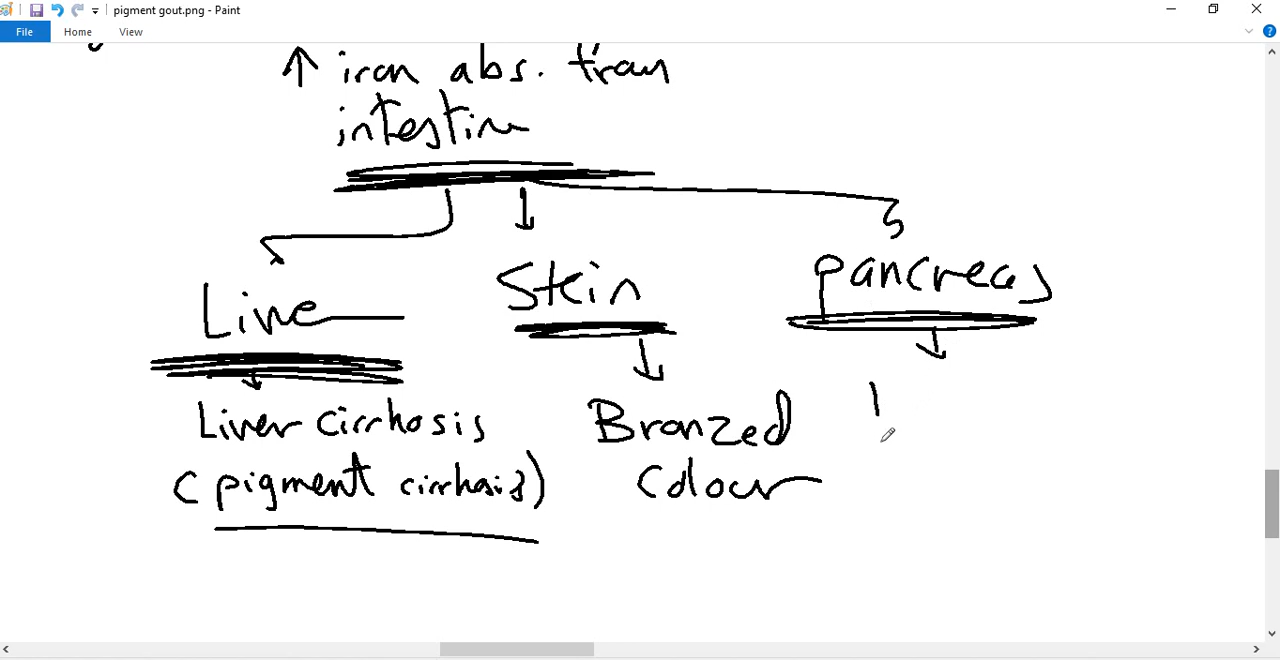 pigment gout.png - Paint
File Home View
↑ iron abs. from
intestine
Liver Skin pancreas
Liver cirrhosis Bronzed
(pigment cirrhosis) Colour